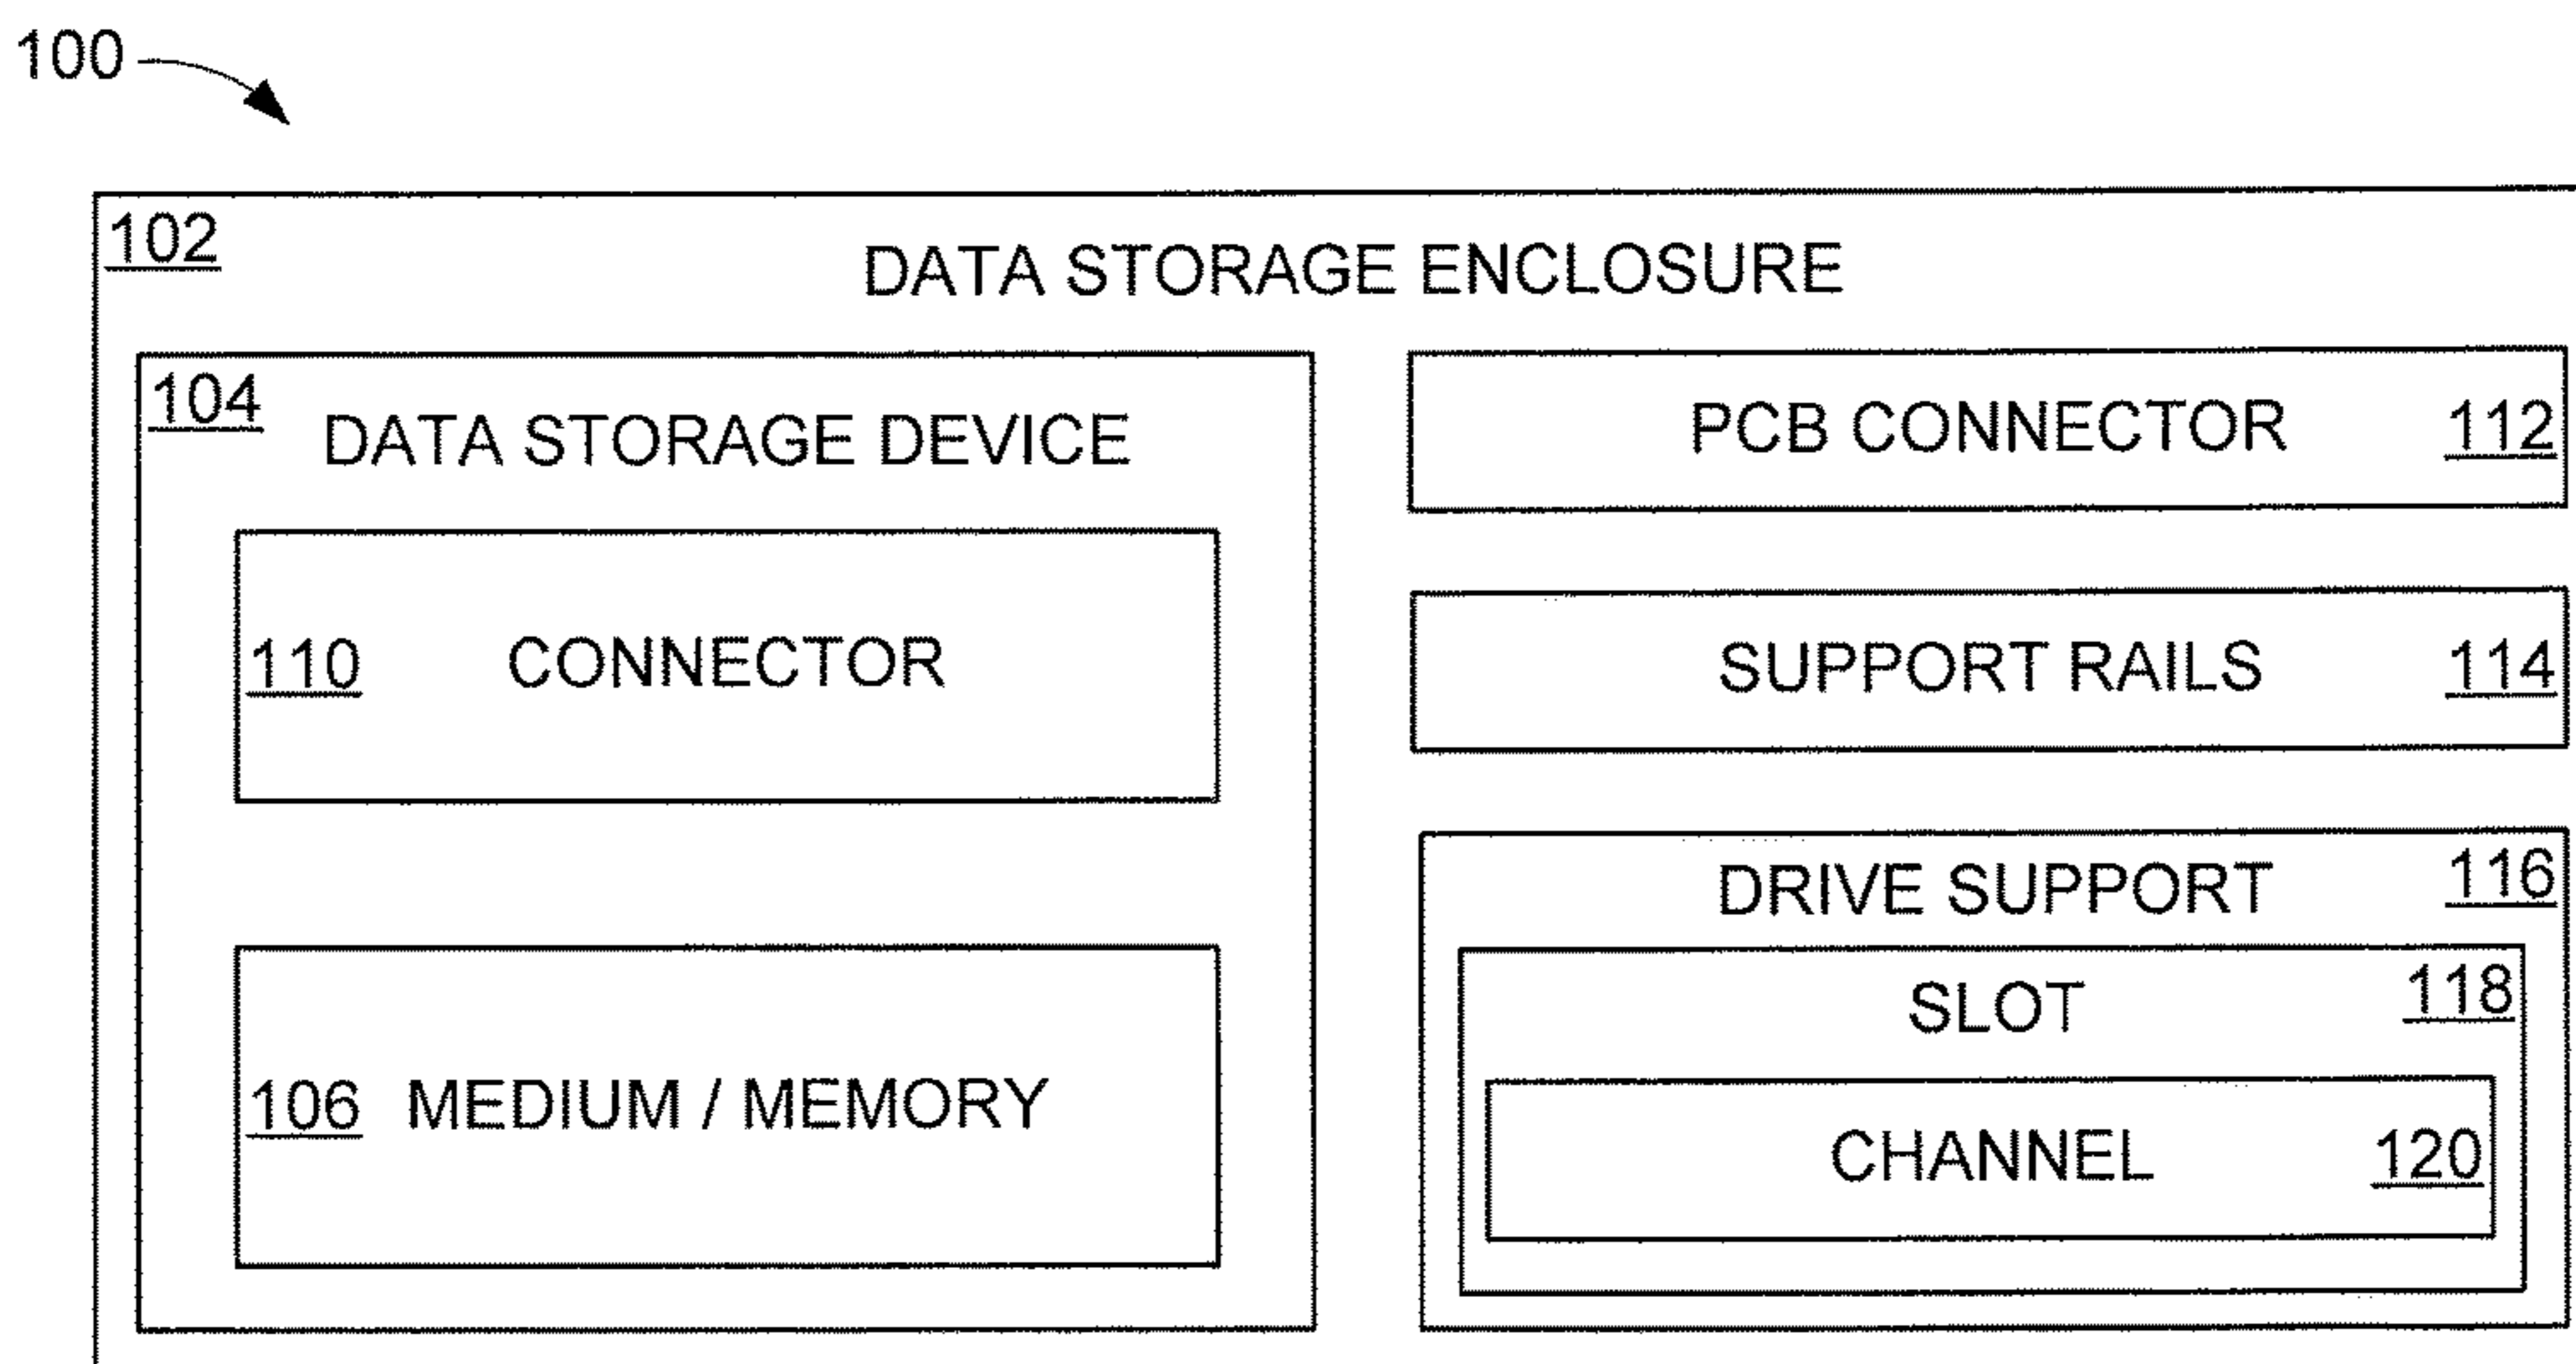 100
102
DATA STORAGE ENCLOSURE
104
DATA STORAGE DEVICE
110 CONNECTOR
106 MEDIUM / MEMORY
PCB CONNECTOR 112
SUPPORT RAILS 114
DRIVE SUPPORT 116
SLOT 118
CHANNEL 120